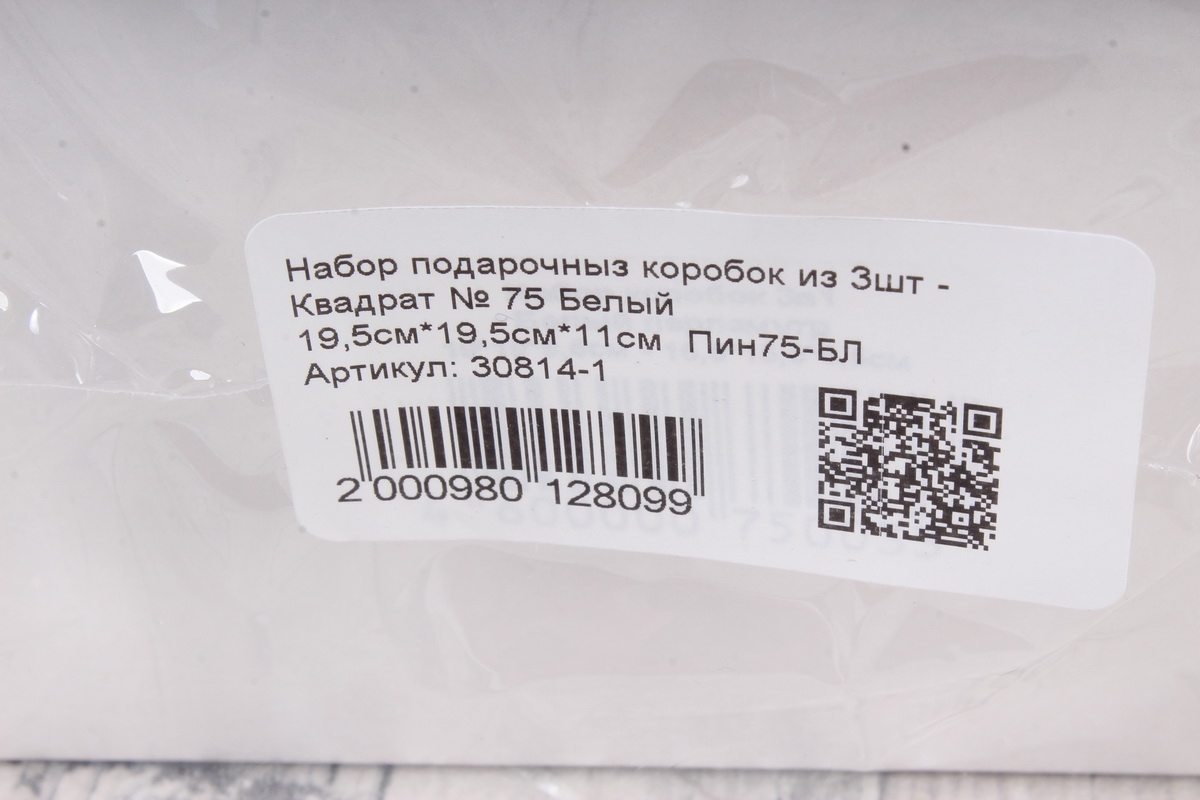 Набор подарочныз коробок из 3шт -
Квадрат № 75 Белый
19,5см*19,5см*11см Пин75-БЛ
Артикул: 30814-1
2 000980 128099